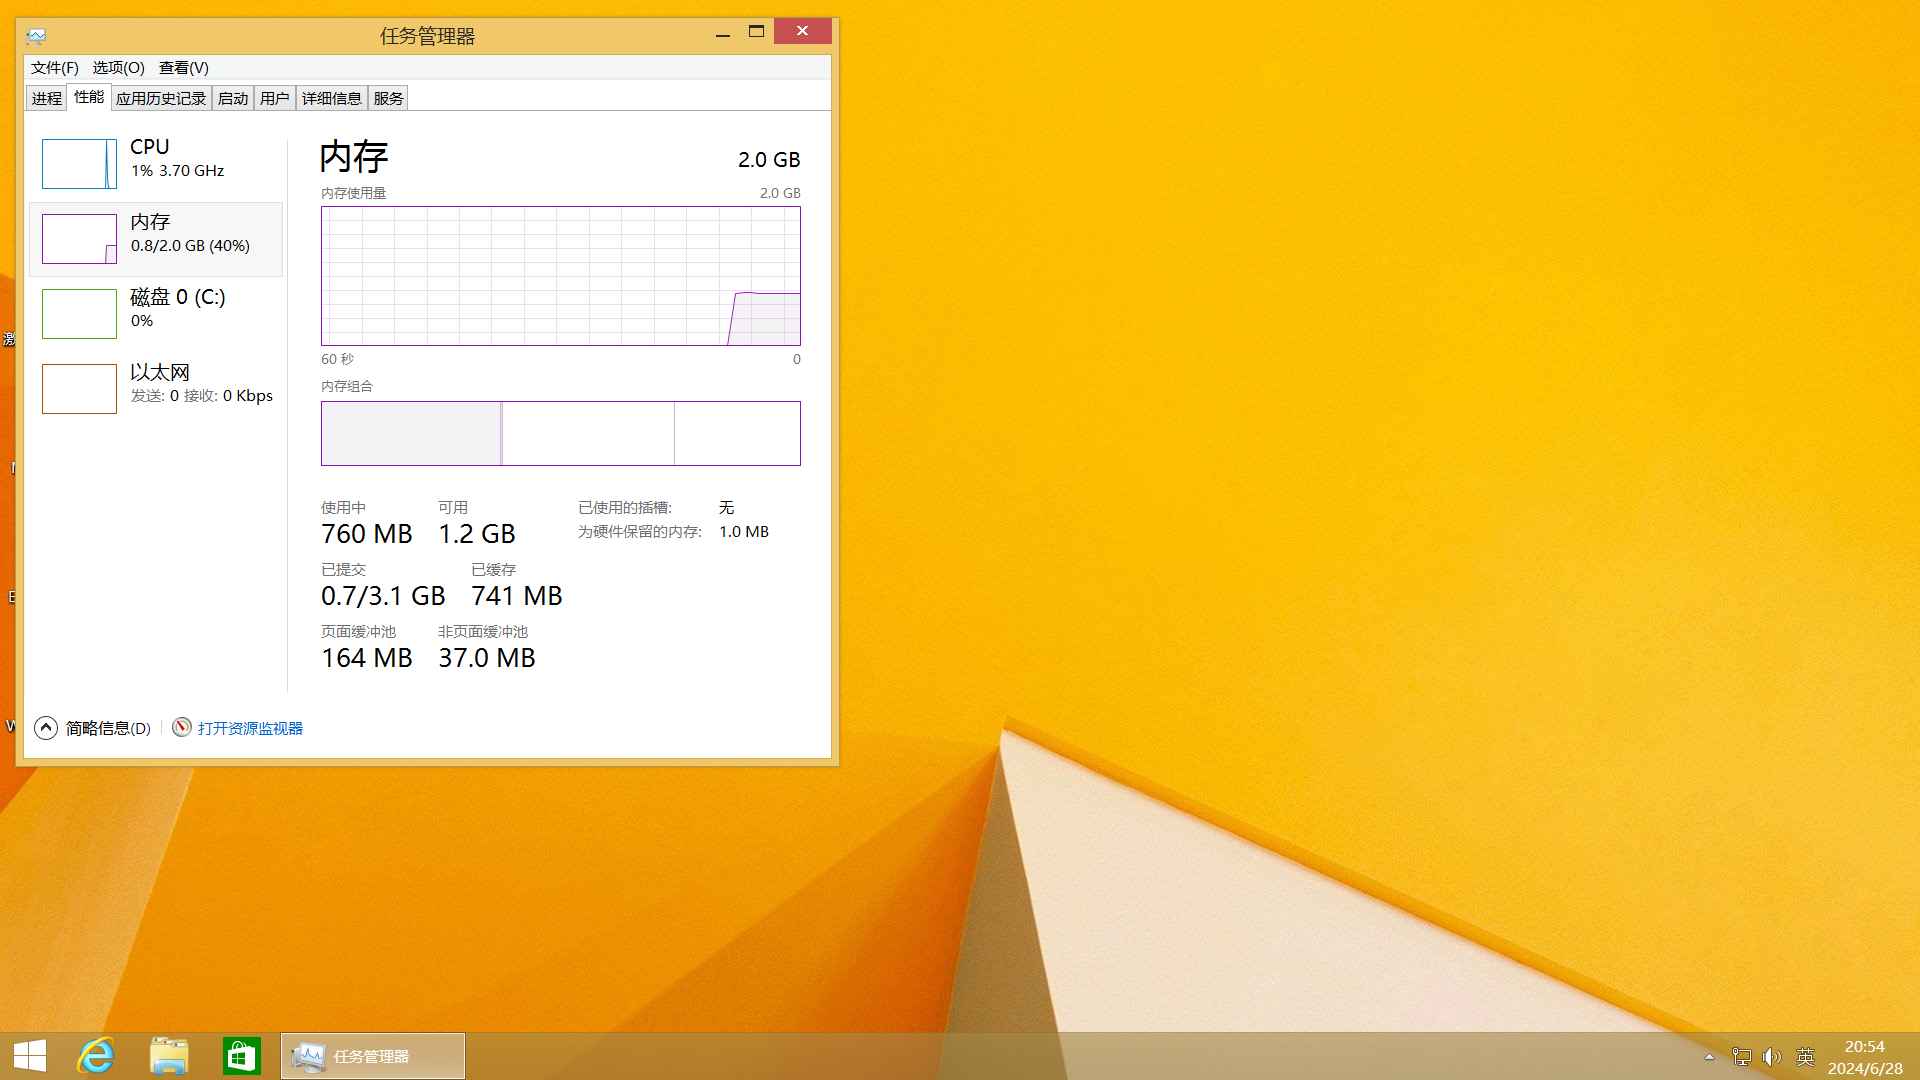 任务管理器
文件(F) 选项(O) 查看(V)
进程 性能 应用历史记录 启动 用户 详细信息 服务
CPU
1% 3.70 GHz
内存
0.8/2.0 GB (40%)
磁盘 0 (C:)
0%
以太网
发送: 0 接收: 0 Kbps
内存 2.0 GB
内存使用量 2.0 GB
60 秒 0
内存组合
使用中 可用 已使用的插槽: 无
760 MB 1.2 GB 为硬件保留的内存: 1.0 MB
已提交 已缓存
0.7/3.1 GB 741 MB
页面缓冲池 非页面缓冲池
164 MB 37.0 MB
简略信息(D) 打开资源监视器
任务管理器
英
20:54
2024/6/28